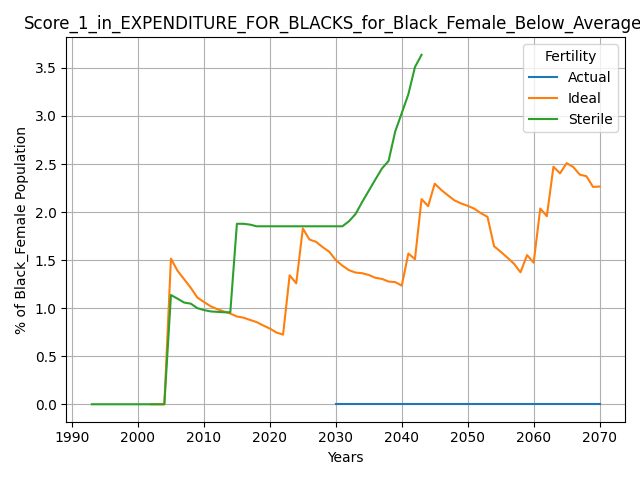 Score_1_in_EXPENDITURE_FOR_BLACKS_for_Black_Female_Below_Average
Fertility
Actual
Ideal
Sterile
% of Black_Female Population
3.5
3.0
2.5
2.0
1.5
1.0
0.5
0.0
1990 2000 2010 2020 2030 2040 2050 2060 2070
Years